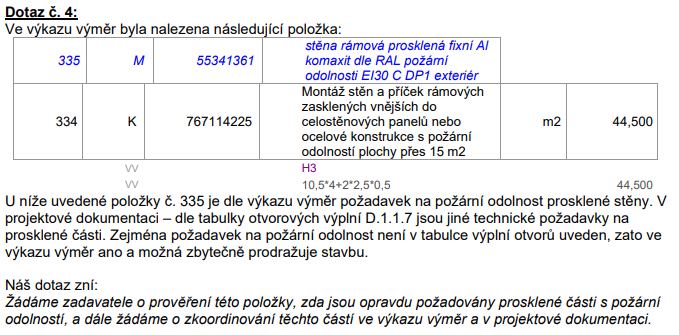 Dotaz č. 4:
Ve výkazu výměr byla nalezena následující položka:
335 M 55341361 stěna rámová prosklená fixní Al
komaxit dle RAL požární
odolnosti EI30 C DP1 exteriér
334 K 767114225 Montáž stěn a příček rámových
zasklených vnějších do
celostěnových panelů nebo
ocelové konstrukce s požární
odolností plochy přes 15 m2 m2 44,500
VV H3
VV 10,5*4+2*2,5*0,5 44,500
U níže uvedené položky č. 335 je dle výkazu výměr požadavek na požární odolnost prosklené stěny. V
projektové dokumentaci – dle tabulky otvorových výplní D.1.1.7 jsou jiné technické požadavky na
prosklené části. Zejména požadavek na požární odolnost není v tabulce výplní otvorů uveden, zato ve
výkazu výměr ano a možná zbytečně prodražuje stavbu.
Náš dotaz zní:
Žádáme zadavatele o prověření této položky, zda jsou opravdu požadovány prosklené části s požární
odolností, a dále žádáme o zkoordinování těchto částí ve výkazu výměr a v projektové dokumentaci.